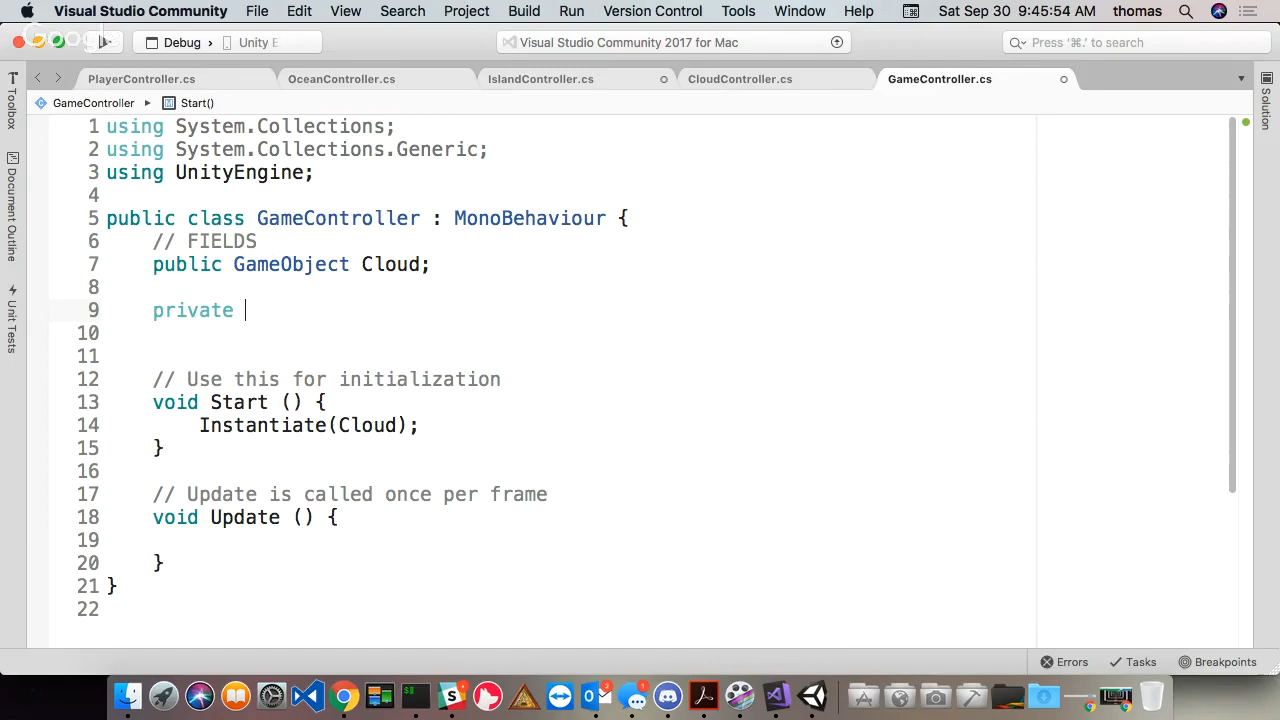 Visual Studio Community File Edit View Search Project Build Run Version Control Tools Window Help Sat Sep 30 9:45:54 AM thomas
Google
Debug › Unity E
Visual Studio Community 2017 for Mac
Press '⌘.' to search
PlayerController.cs OceanController.cs IslandController.cs CloudController.cs GameController.cs
GameController ▸ M Start()
Toolbox
Document Outline
Unit Tests
Solution
1 using System.Collections;
2 using System.Collections.Generic;
3 using UnityEngine;
4
5 public class GameController : MonoBehaviour {
6 // FIELDS
7 public GameObject Cloud;
8
9 private
10
11
12 // Use this for initialization
13 void Start () {
14 Instantiate(Cloud);
15 }
16
17 // Update is called once per frame
18 void Update () {
19
20 }
21 }
22
Errors Tasks Breakpoints